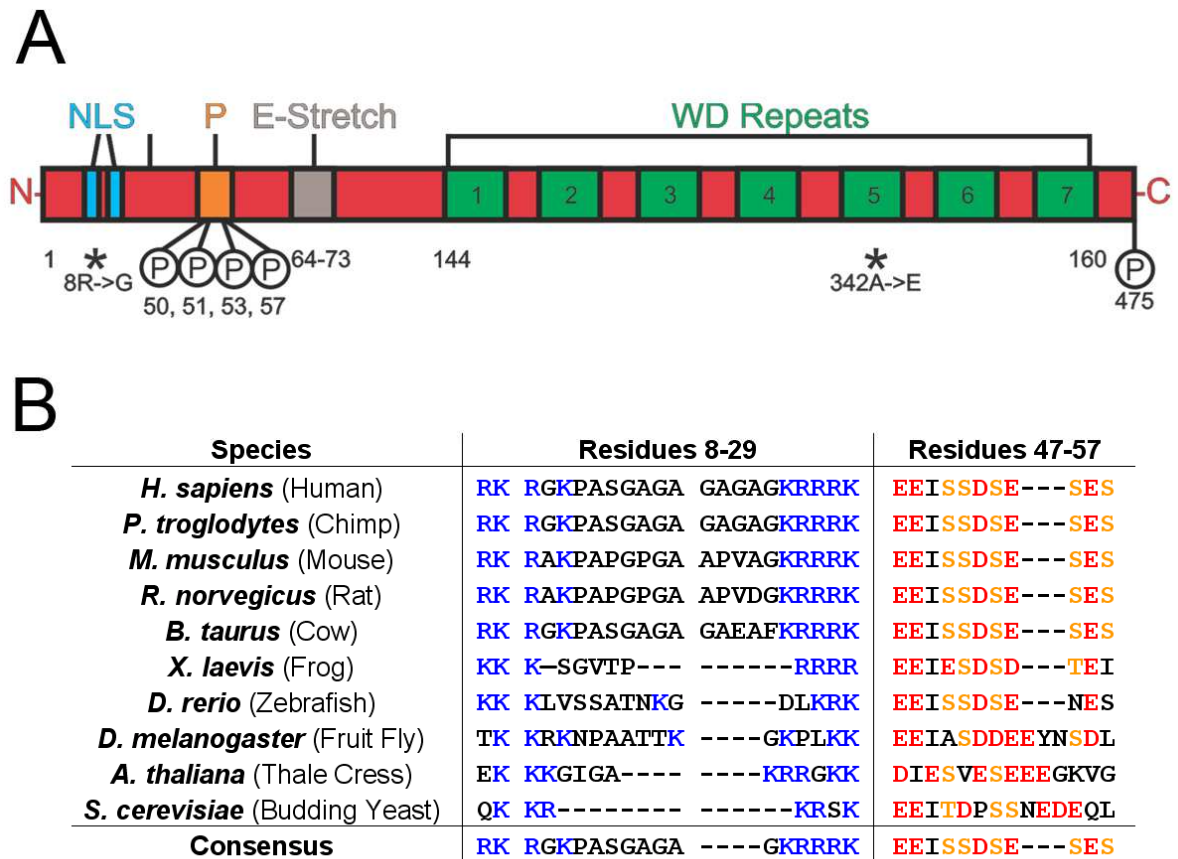 A
NLS P E-Stretch WD Repeats
N- 1 2 3 4 5 6 7 -C
1 * P P P P 64-73 144 * 160 P
8R->G 342A->E
50, 51, 53, 57 475
B
Species Residues 8-29 Residues 47-57
H. sapiens (Human) RK RGKPASGAGA GAGAGKRRRK EEISSDSE---SES
P. troglodytes (Chimp) RK RGKPASGAGA GAGAGKRRRK EEISSDSE---SES
M. musculus (Mouse) RK RAKPAPGPGA APVAGKRRRK EEISSDSE---SES
R. norvegicus (Rat) RK RAKPAPGPGA APVDGKRRRK EEISSDSE---SES
B. taurus (Cow) RK RGKPASGAGA GAEAFKRRRK EEISSDSE---SES
X. laevis (Frog) KK K–SGVTP--- ------RRRR EEIESDSD---TEI
D. rerio (Zebrafish) KK KLVSSATNKG -----DLKRK EEISSDSE---NES
D. melanogaster (Fruit Fly) TK KRKNPAATTK ----GKPLKK EEIASDDEEYNSDL
A. thaliana (Thale Cress) EK KKGIGA---- ----KRRGKK DIESVESEEEGKVG
S. cerevisiae (Budding Yeast) QK KR-------- ------KRSK EEITDPSSNEDEQL
Consensus RK RGKPASGAGA ----GKRRRK EEISSDSE---SES